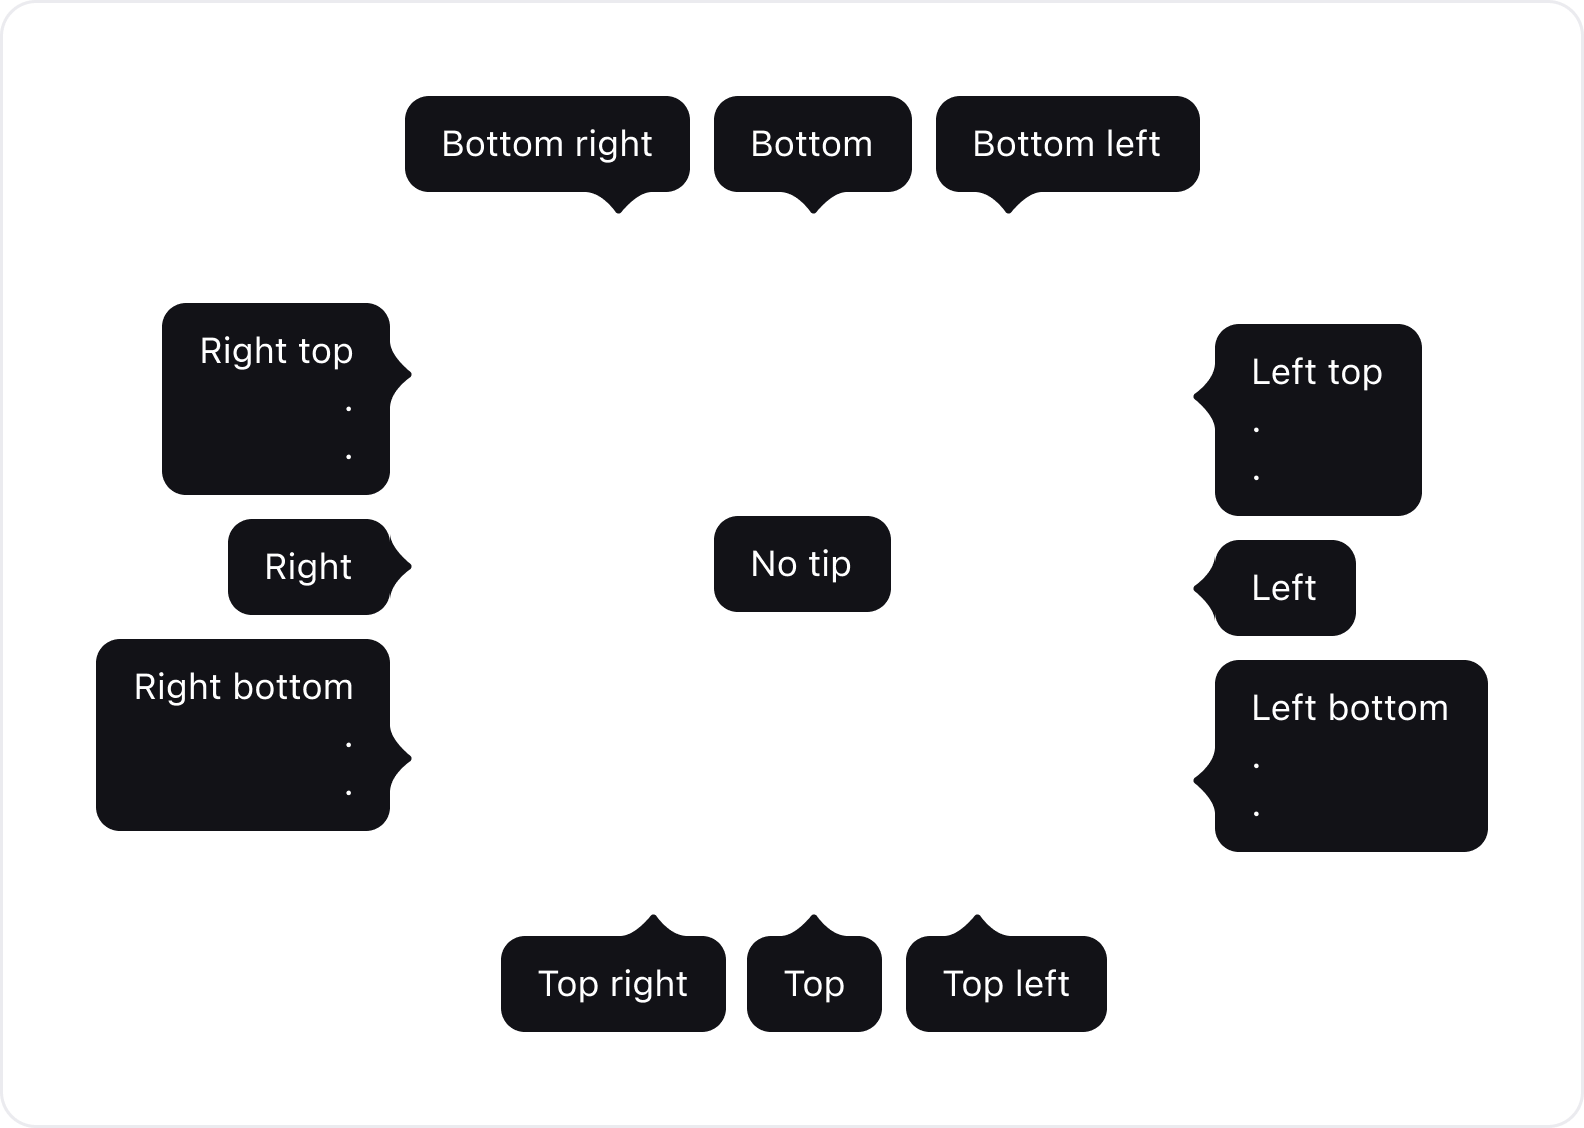 Bottom right
Bottom
Bottom left
Right top
.
.
Left top
.
.
Right
No tip
Left
Right bottom
.
.
Left bottom
.
.
Top right
Top
Top left